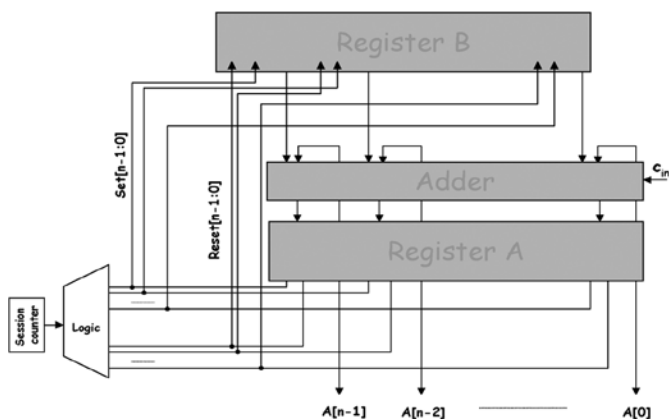 Register B
Set[n-1:0]
Reset[n-1:0]
Adder
c_in
Register A
Session
counter
Logic
A[n-1]
A[n-2]
A[0]